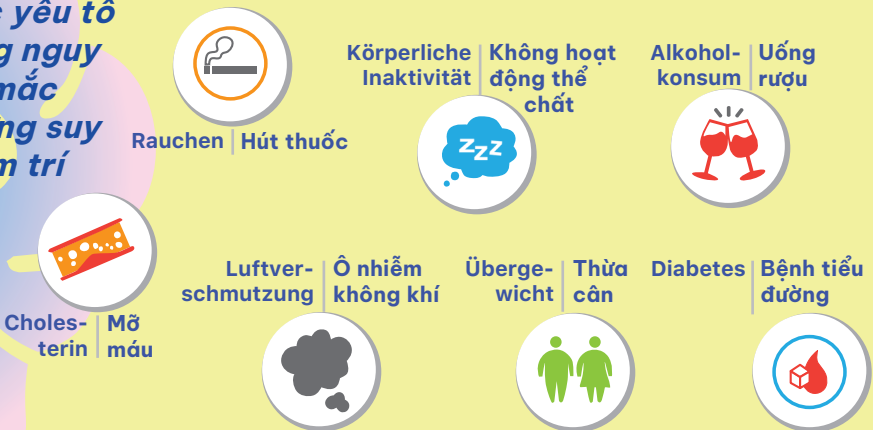 yếu tố
nguy
mắc
suy
trí
Rauchen | Hút thuốc
Körperliche | Không hoạt
Inaktivität | động thể
chất
zzz
Alkohol- | Uống
konsum | rượu
Choles- | Mỡ
terin | máu
Luftver- | Ô nhiễm
schmutzung | không khí
Überge- | Thừa
wicht | cân
Diabetes | Bệnh tiểu
đường